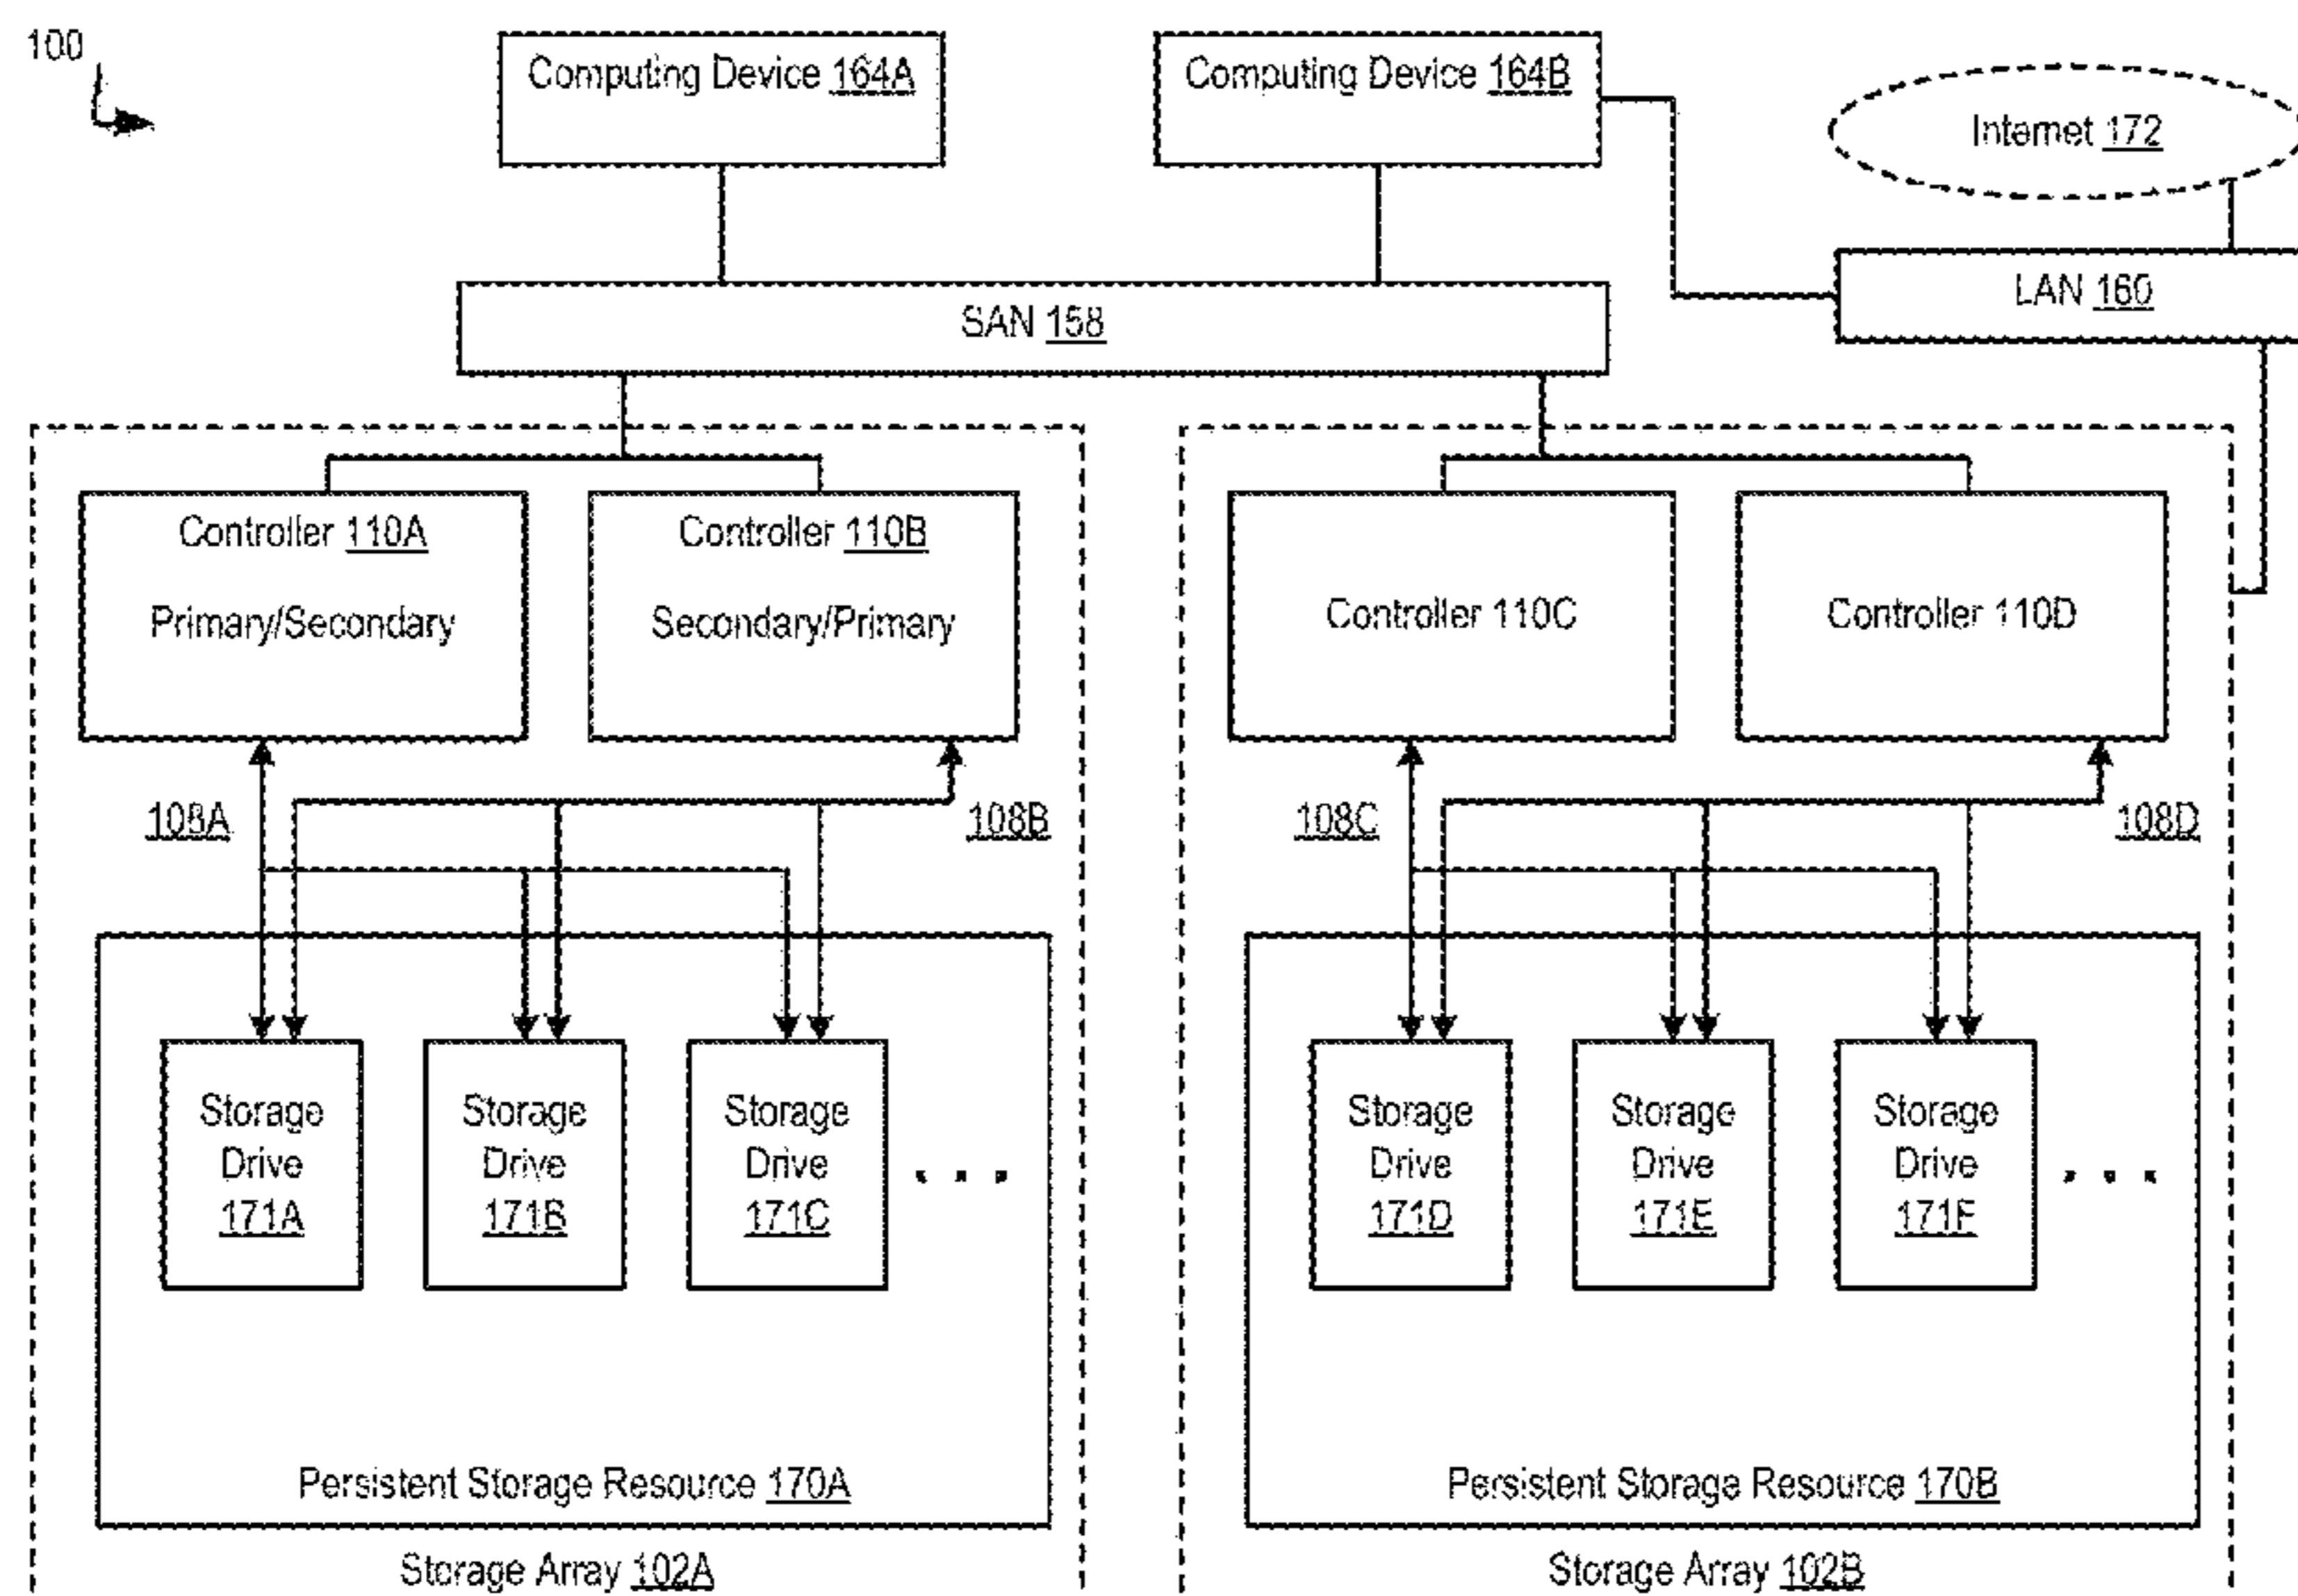 100
Computing Device 164A
Computing Device 164B
Internet 172
LAN 160
SAN 158
Controller 110A
Primary/Secondary
Controller 110B
Secondary/Primary
Controller 110C
Controller 110D
108A
108B
108C
108D
Storage
Drive
171A
Storage
Drive
171B
Storage
Drive
171C
. . .
Storage
Drive
171D
Storage
Drive
171E
Storage
Drive
171F
. . .
Persistent Storage Resource 170A
Persistent Storage Resource 170B
Storage Array 102A
Storage Array 102B